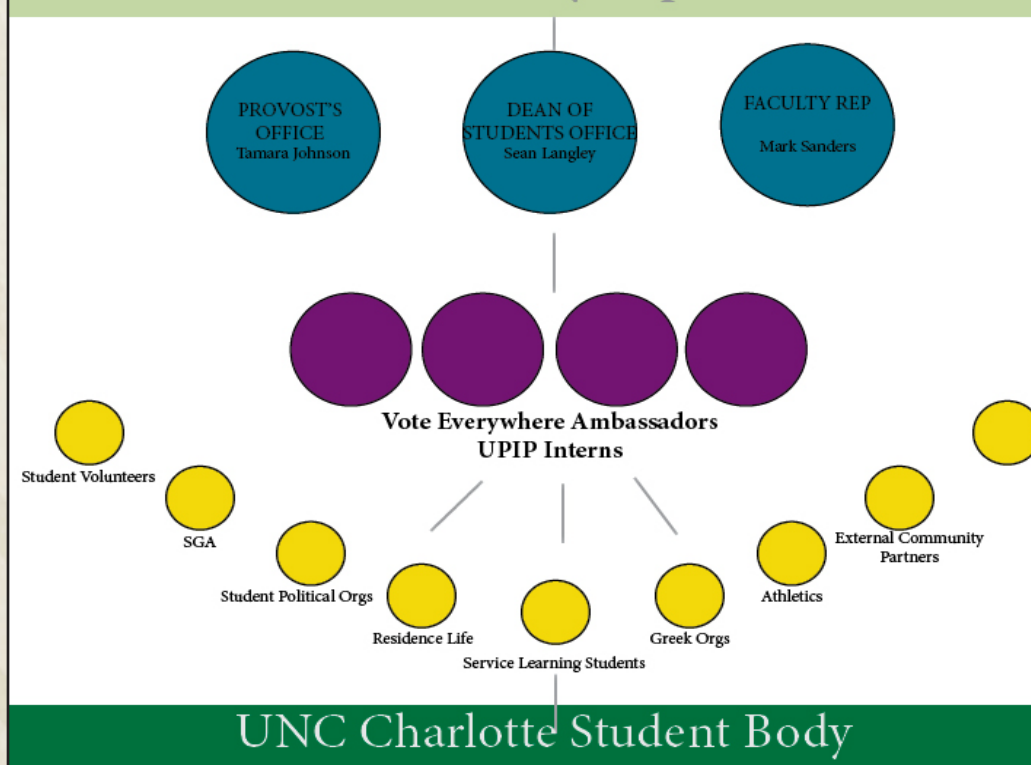 PROVOST'S
OFFICE
Tamara Johnson
DEAN OF
STUDENTS OFFICE
Sean Langley
FACULTY REP
Mark Sanders
Vote Everywhere Ambassadors
UPIP Interns
Student Volunteers
SGA
Student Political Orgs
Residence Life
Service Learning Students
Greek Orgs
Athletics
External Community
Partners
UNC Charlotte Student Body